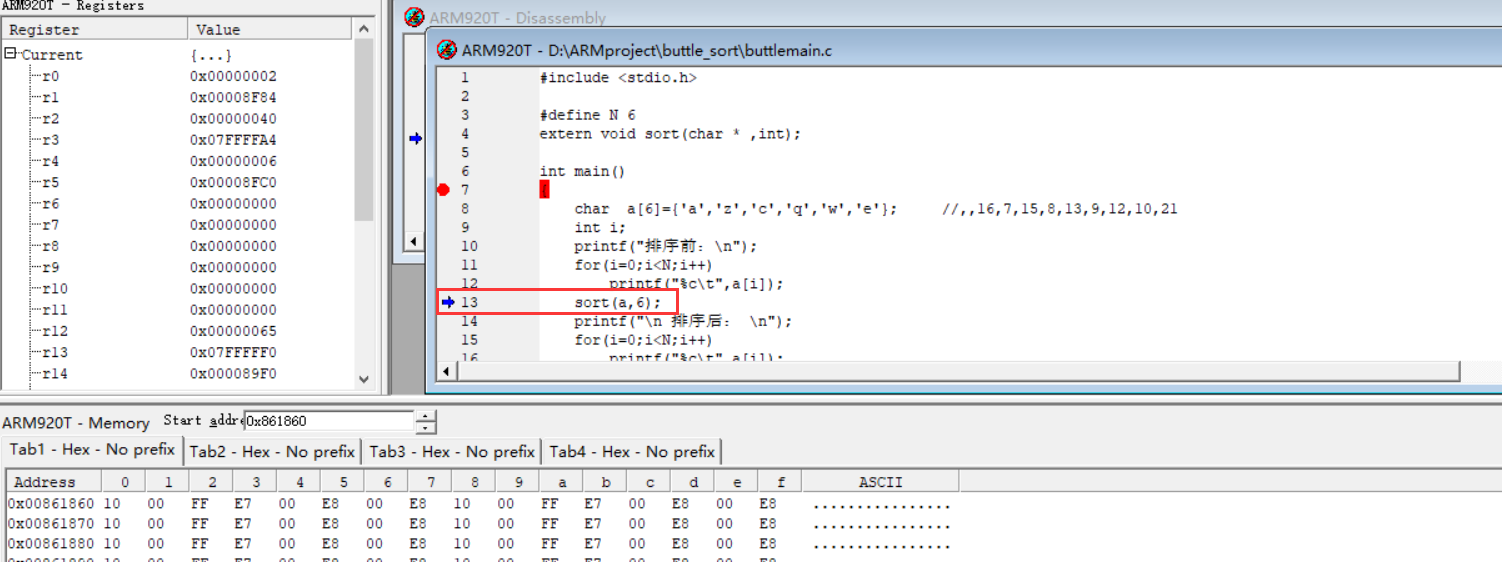 ARM920T - Registers
Register Value
Current {...}
r0 0x00000002
r1 0x00008F84
r2 0x00000040
r3 0x07FFFFA4
r4 0x00000006
r5 0x00008FC0
r6 0x00000000
r7 0x00000000
r8 0x00000000
r9 0x00000000
r10 0x00000000
r11 0x00000000
r12 0x00000065
r13 0x07FFFFF0
r14 0x000089F0
ARM920T - Disassembly
ARM920T - D:\ARMproject\buttle_sort\buttlemain.c
1 #include <stdio.h>
2
3 #define N 6
4 extern void sort(char * ,int);
5
6 int main()
7 {
8 char  a[6]={'a','z','c','q','w','e'};     //,,16,7,15,8,13,9,12,10,21
9 int i;
10 printf("排序前：\n");
11 for(i=0;i<N;i++)
12 printf("%c\t",a[i]);
13 sort(a,6);
14 printf("\n 排序后： \n");
15 for(i=0;i<N;i++)
16 printf("%c\t",a[i]);
ARM920T - Memory Start addre 0x861860
Tab1 - Hex - No prefix Tab2 - Hex - No prefix Tab3 - Hex - No prefix Tab4 - Hex - No prefix
Address 0 1 2 3 4 5 6 7 8 9 a b c d e f ASCII
0x00861860 10 00 FF E7 00 E8 00 E8 10 00 FF E7 00 E8 00 E8 ................
0x00861870 10 00 FF E7 00 E8 00 E8 10 00 FF E7 00 E8 00 E8 ................
0x00861880 10 00 FF E7 00 E8 00 E8 10 00 FF E7 00 E8 00 E8 ................